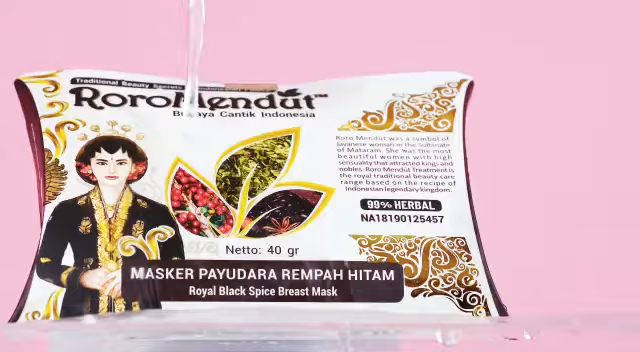 Traditional Beauty Secrets
RoroMendut™
Budaya Cantik Indonesia
Roro Mendut was a symbol of
Javanese woman in the Sultanate
of Mataram. She was the most
beautiful women with high
sensuality that attracted kings and
nobles. Roro Mendut Treatment is
the royal traditional beauty care
range based on the recipe of
Indonesian legendary kingdom.
99% HERBAL
NA18190125457
Netto: 40 gr
MASKER PAYUDARA REMPAH HITAM
Royal Black Spice Breast Mask